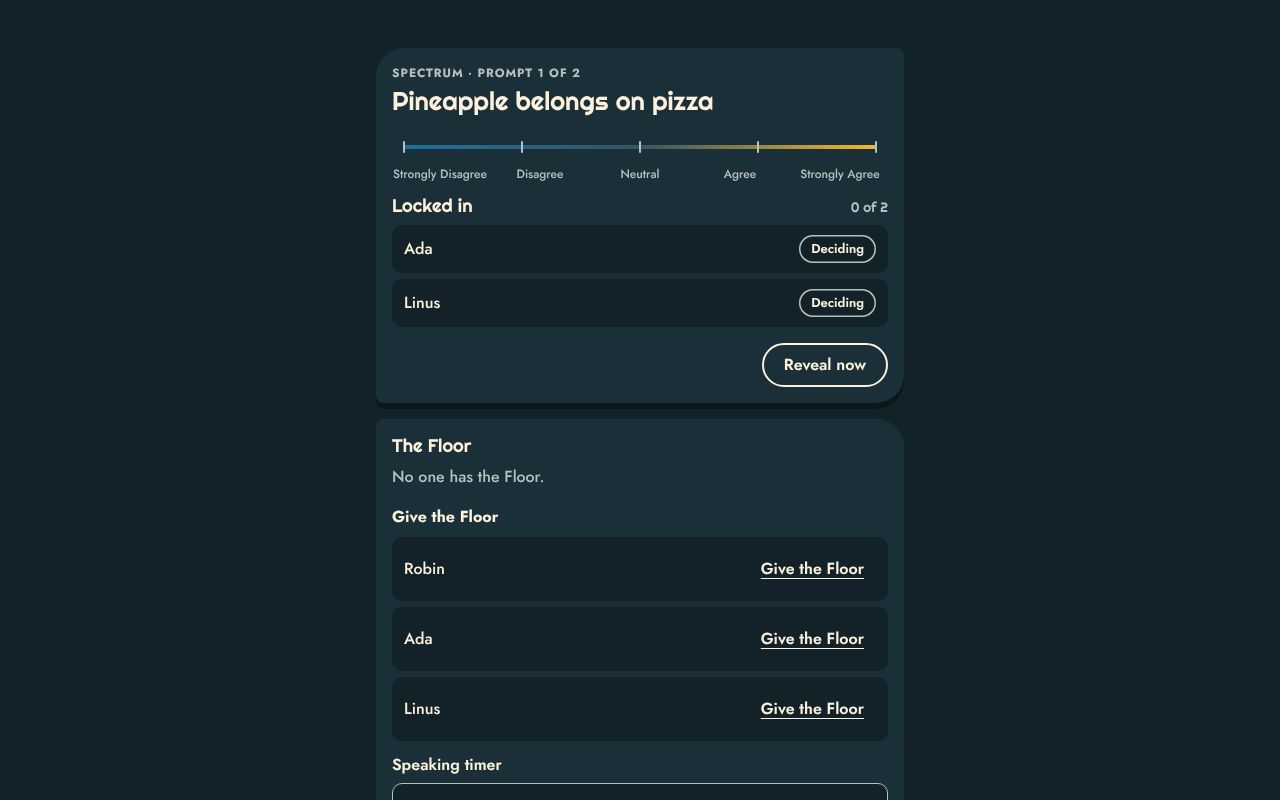 SPECTRUM · PROMPT 1 OF 2
Pineapple belongs on pizza
Strongly Disagree Disagree Neutral Agree Strongly Agree
Locked in 0 of 2
Ada Deciding
Linus Deciding
Reveal now
The Floor
No one has the Floor.
Give the Floor
Robin Give the Floor
Ada Give the Floor
Linus Give the Floor
Speaking timer